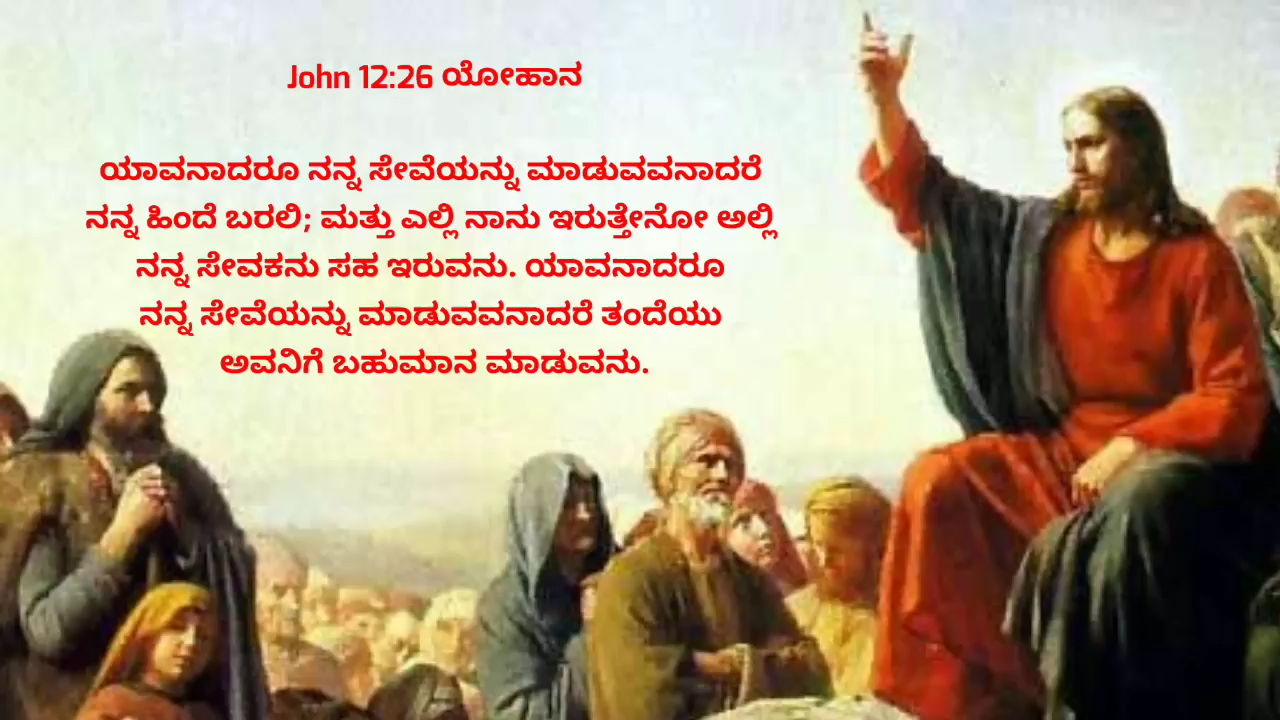 John 12:26 ಯೋಹಾನ
ಯಾವನಾದರೂ ನನ್ನ ಸೇವೆಯನ್ನು ಮಾಡುವವನಾದರೆ
ನನ್ನ ಹಿಂದೆ ಬರಲಿ; ಮತ್ತು ಎಲ್ಲಿ ನಾನು ಇರುತ್ತೇನೋ ಅಲ್ಲಿ
ನನ್ನ ಸೇವಕನು ಸಹ ಇರುವನು. ಯಾವನಾದರೂ
ನನ್ನ ಸೇವೆಯನ್ನು ಮಾಡುವವನಾದರೆ ತಂದೆಯು
ಅವನಿಗೆ ಬಹುಮಾನ ಮಾಡುವನು.